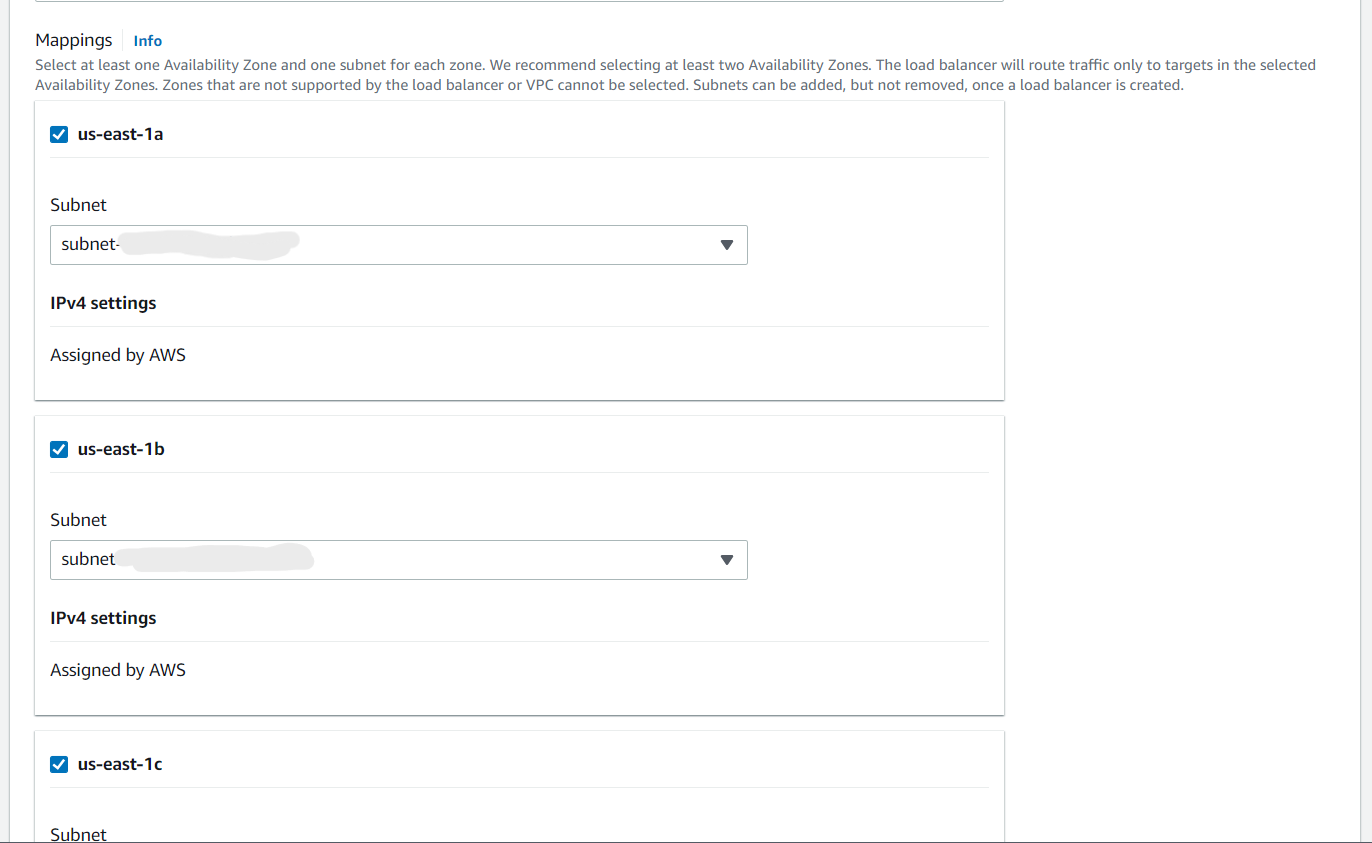 Mappings Info
Select at least one Availability Zone and one subnet for each zone. We recommend selecting at least two Availability Zones. The load balancer will route traffic only to targets in the selected
Availability Zones. Zones that are not supported by the load balancer or VPC cannot be selected. Subnets can be added, but not removed, once a load balancer is created.
us-east-1a
Subnet
subnet-
IPv4 settings
Assigned by AWS
us-east-1b
Subnet
subnet
IPv4 settings
Assigned by AWS
us-east-1c
Subnet